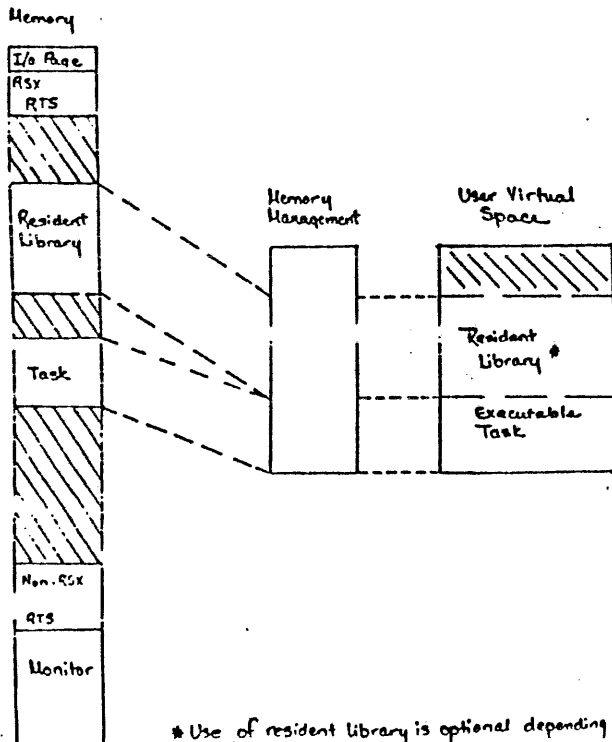 Memory
I/o Page
RSX
RTS
Resident
Library
Task
Non-RSX
RTS
Monitor
Memory
Management
User Virtual
Space
Resident
Library *
Executable
Task
* Use of resident library is optional depending